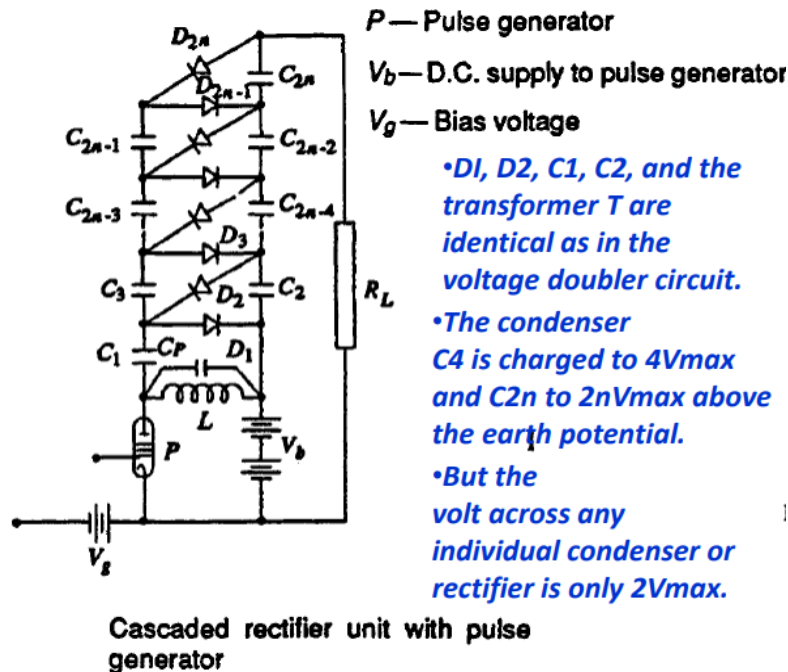 D2n
C2n
D2n-1
C2n-1
C2n-2
C2n-3
C2n-4
D3
C3
D2
C2
RL
C1
CP
D1
L
P
Vb
Vg
P — Pulse generator
Vb — D.C. supply to pulse generator
Vg — Bias voltage
•DI, D2, C1, C2, and the
transformer T are
identical as in the
voltage doubler circuit.
•The condenser
C4 is charged to 4Vmax
and C2n to 2nVmax above
the earth potential.
•But the
volt across any
individual condenser or
rectifier is only 2Vmax.
Cascaded rectifier unit with pulse
generator